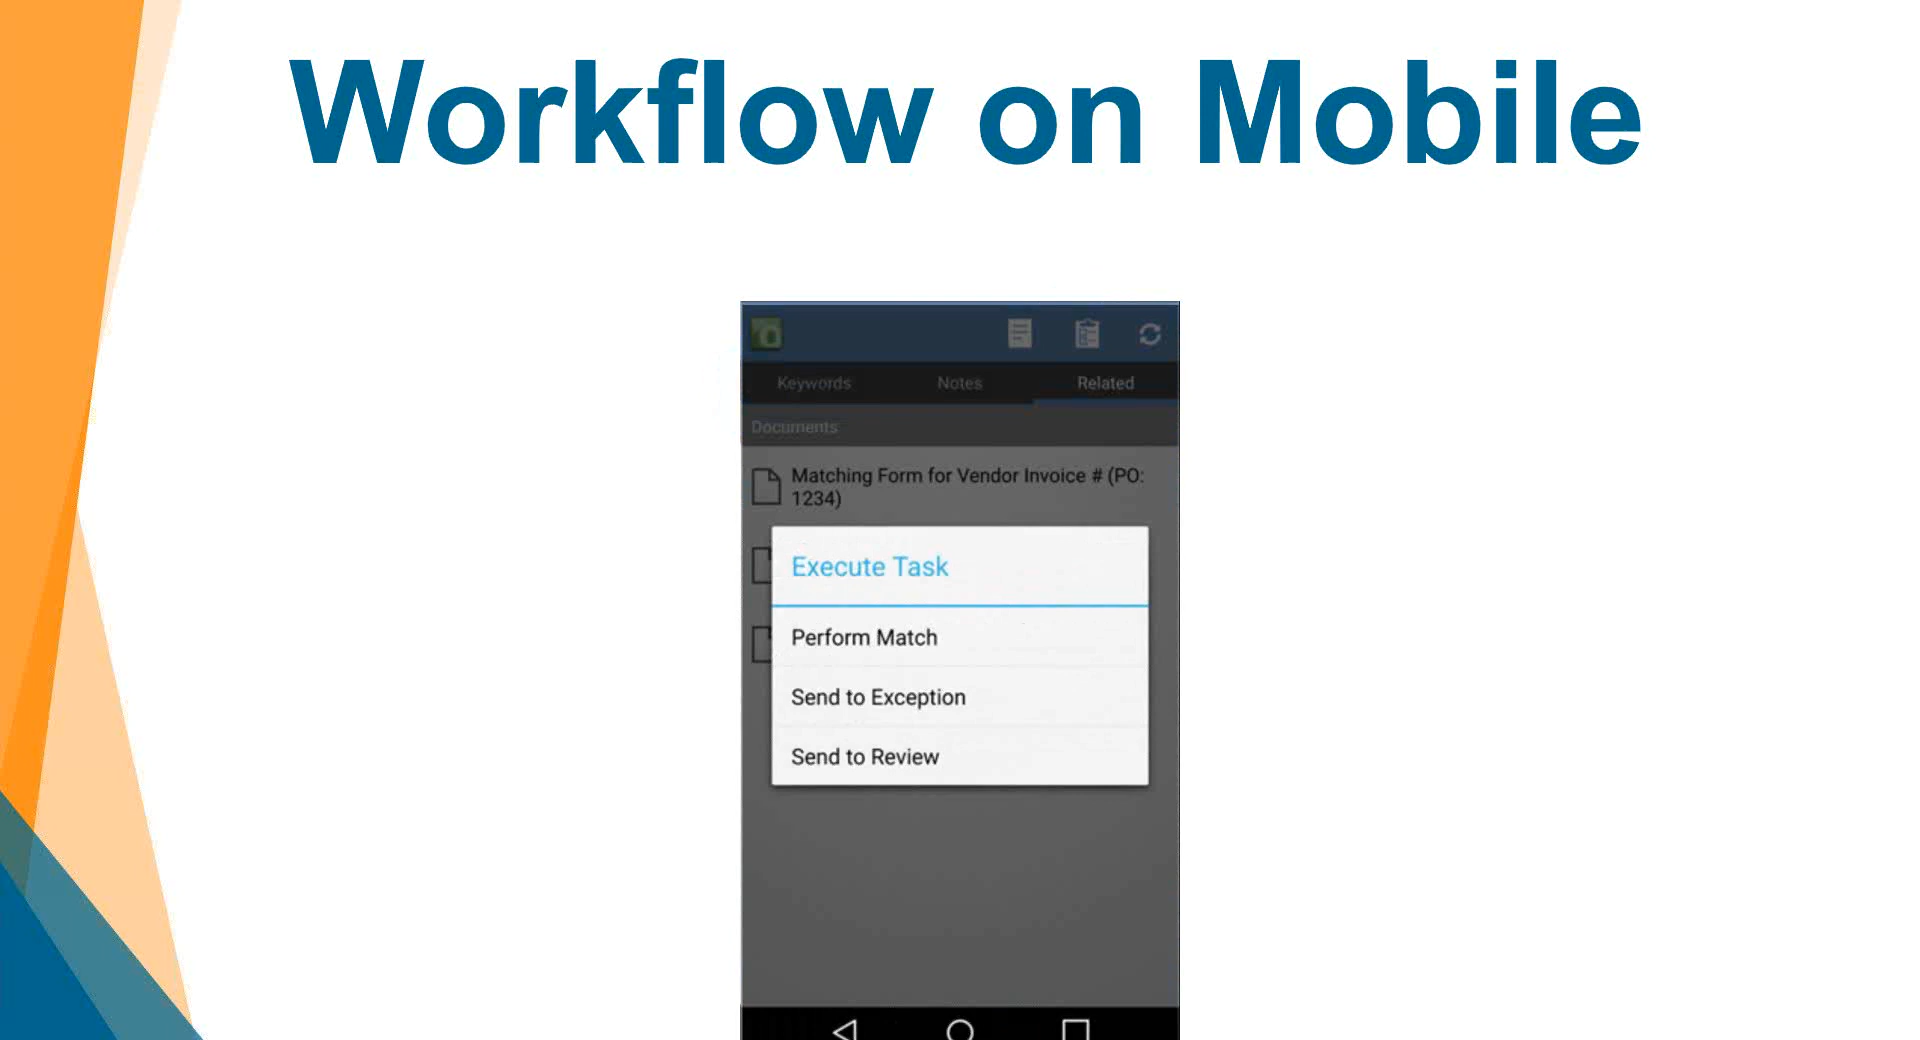 Workflow on Mobile
Keywords Notes Related
Documents
Matching Form for Vendor Invoice # (PO:
1234)
Execute Task
Perform Match
Send to Exception
Send to Review